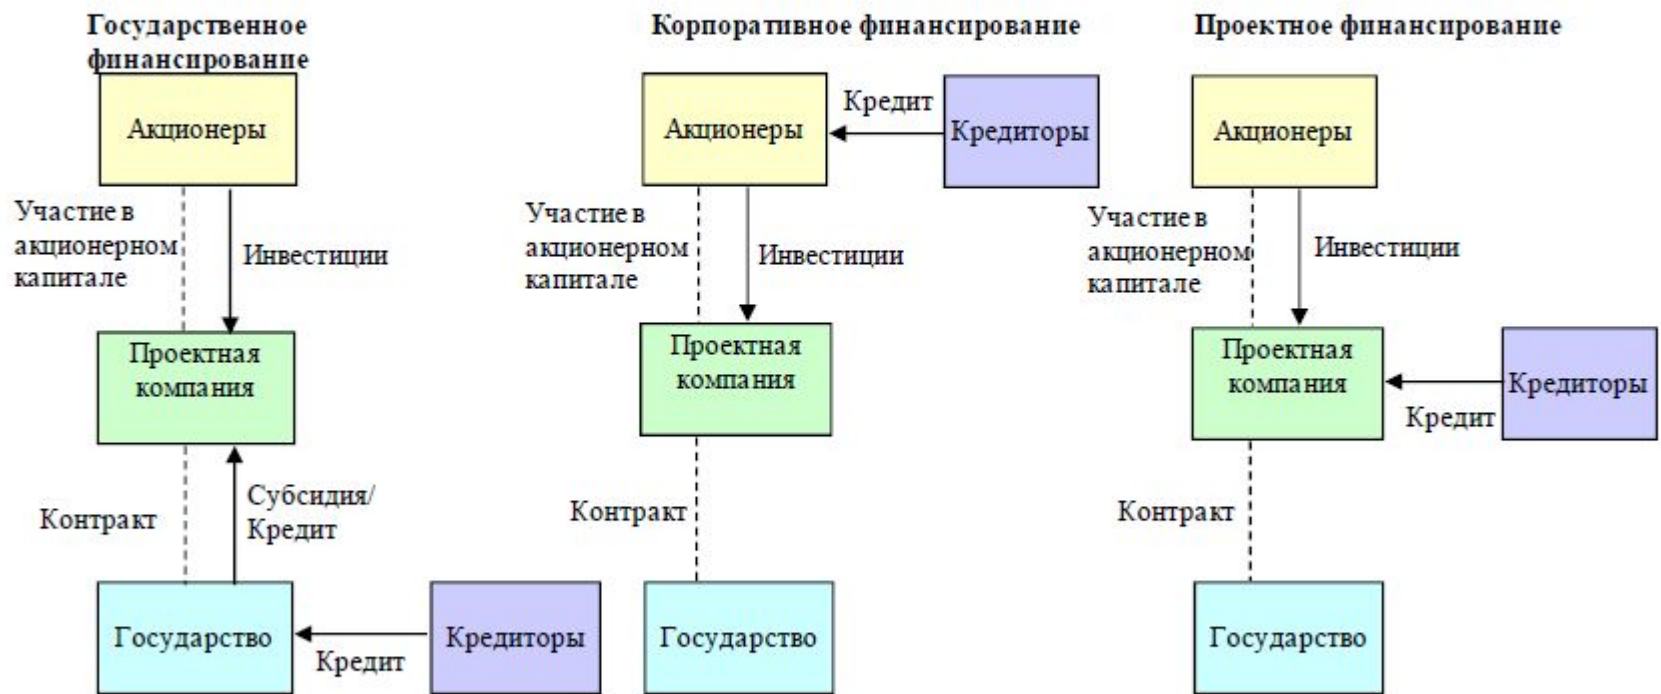 Государственное
финансирование
Акционеры
Участие в
акционерном
капитале
Инвестиции
Проектная
компания
Контракт
Субсидия/
Кредит
Государство
Кредит
Кредиторы
Корпоративное финансирование
Акционеры
Кредит
Кредиторы
Участие в
акционерном
капитале
Инвестиции
Проектная
компания
Контракт
Государство
Проектное финансирование
Акционеры
Участие в
акционерном
капитале
Инвестиции
Проектная
компания
Кредиторы
Кредит
Контракт
Государство